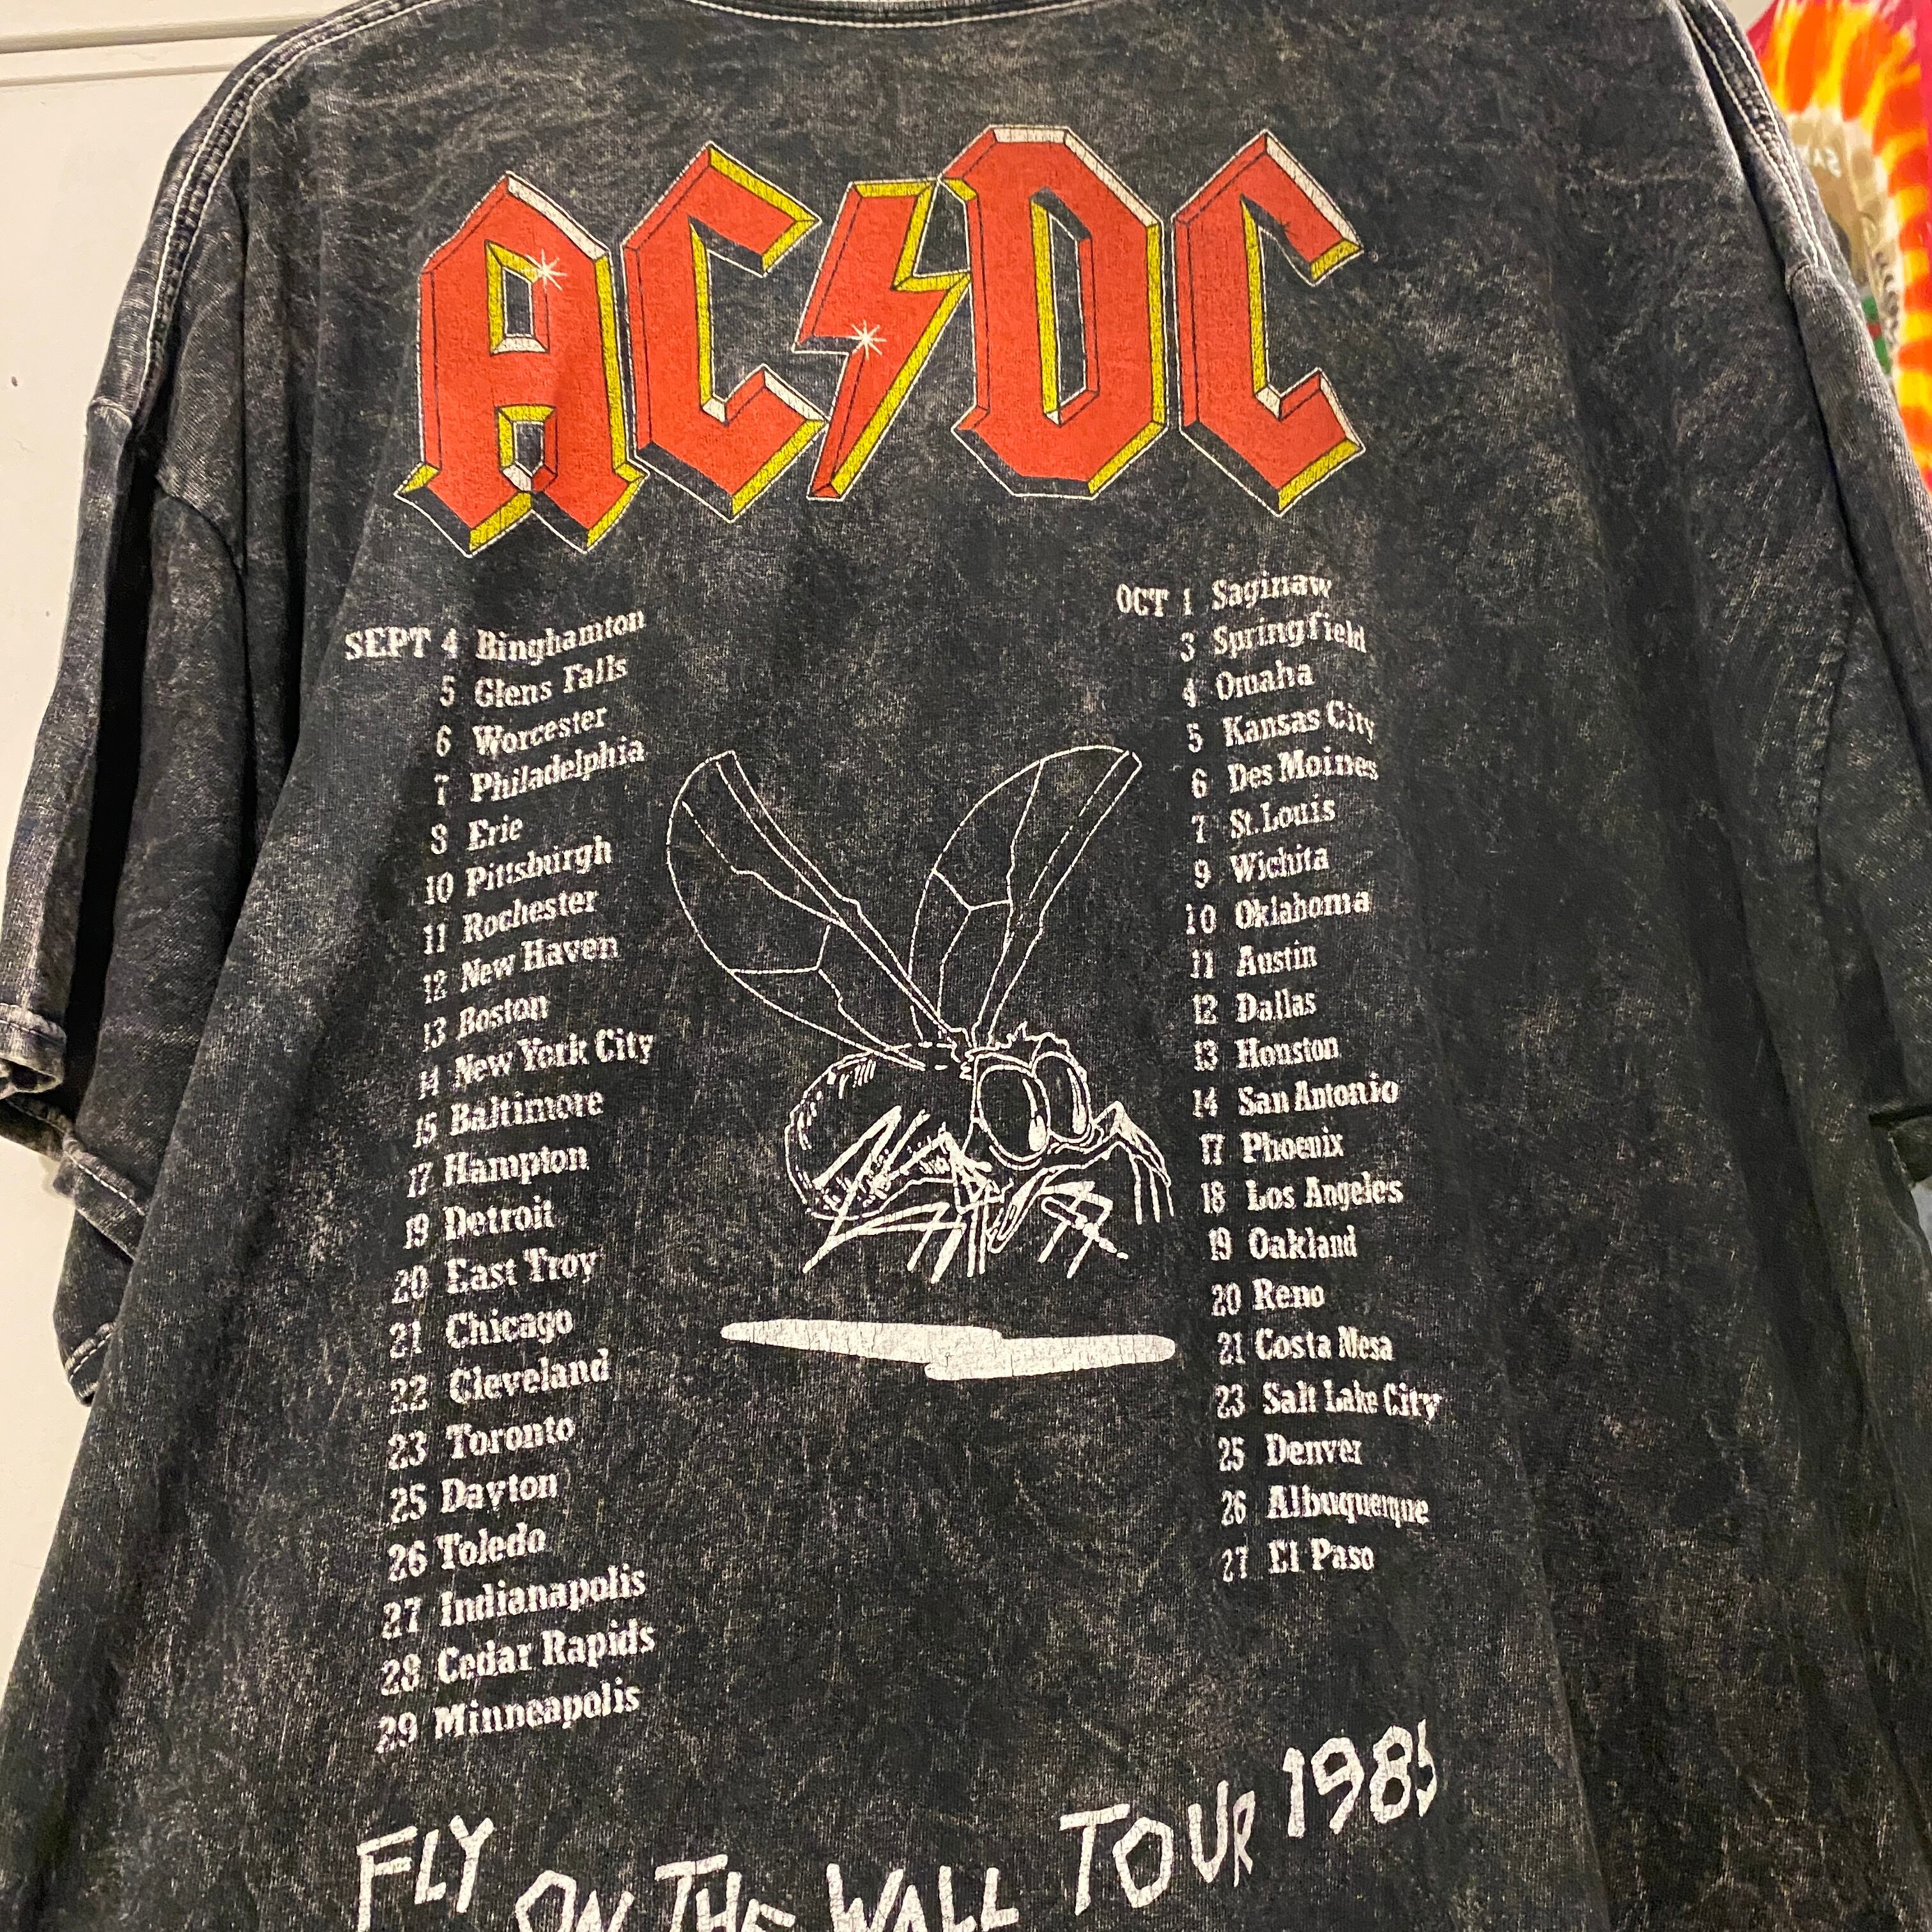 AC/DC
SEPT 4 Binghamton
5 Glens Falls
6 Worcester
7 Philadelphia
8 Erie
10 Pittsburgh
11 Rochester
12 New Haven
13 Boston
14 New York City
15 Baltimore
17 Hampton
19 Detroit
20 East Troy
21 Chicago
22 Cleveland
23 Toronto
25 Dayton
26 Toledo
27 Indianapolis
28 Cedar Rapids
29 Minneapolis
OCT 1 Saginaw
3 Springfield
4 Omaha
5 Kansas City
6 Des Moines
7 St. Louis
9 Wichita
10 Oklahoma
11 Austin
12 Dallas
13 Houston
14 San Antonio
17 Phoenix
18 Los Angeles
19 Oakland
20 Reno
21 Costa Mesa
23 Salt Lake City
25 Denver
26 Albuquerque
27 El Paso
FLY ON THE WALL TOUR 1985